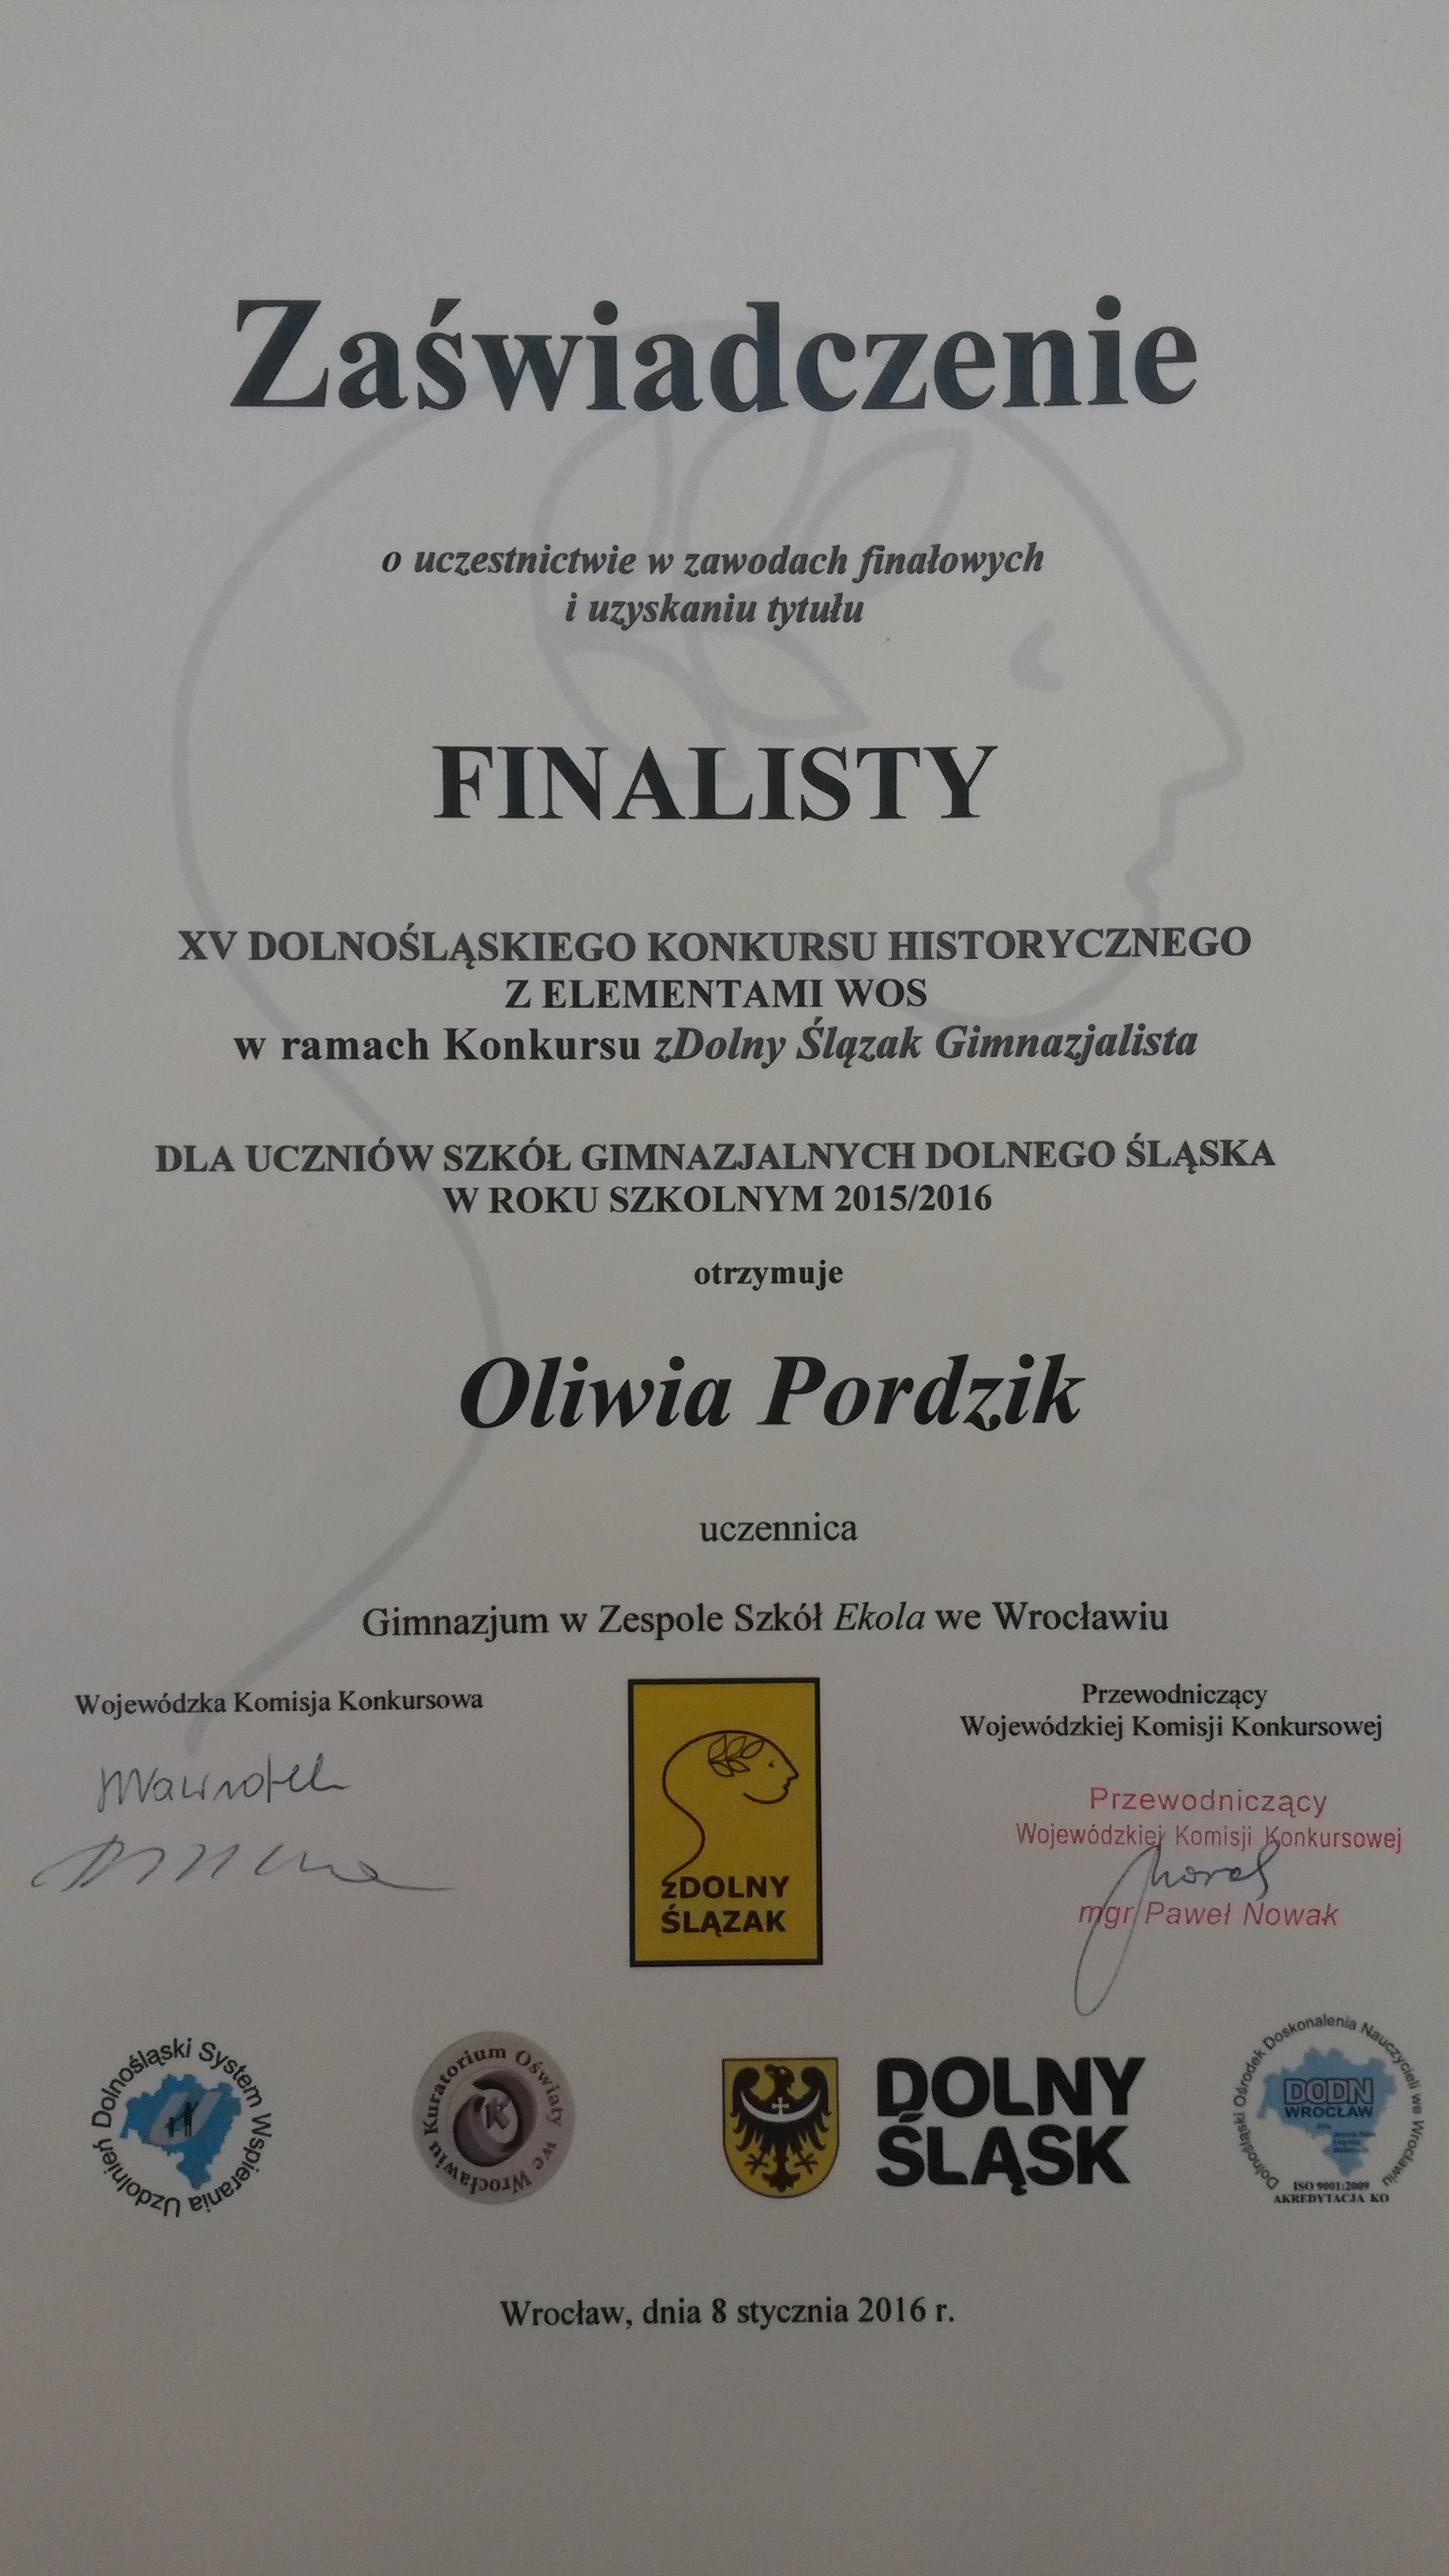 Zaświadczenie
o uczestnictwie w zawodach finałowych
i uzyskaniu tytułu
FINALISTY
XV DOLNOŚLĄSKIEGO KONKURSU HISTORYCZNEGO
Z ELEMENTAMI WOS
w ramach Konkursu zDolny Ślązak Gimnazjalista
DLA UCZNIÓW SZKÓŁ GIMNAZJALNYCH DOLNEGO ŚLĄSKA
W ROKU SZKOLNYM 2015/2016
otrzymuje
Oliwia Pordzik
uczennica
Gimnazjum w Zespole Szkół Ekola we Wrocławiu
Wojewódzka Komisja Konkursowa
zDOLNY
ŚLĄZAK
Przewodniczący
Wojewódzkiej Komisji Konkursowej
Przewodniczący
Wojewódzkiej Komisji Konkursowej
mgr Paweł Nowak
Dolnośląski System Wspierania Uzdolnień
Kuratorium Oświaty we Wrocławiu
DOLNY
ŚLĄSK
Dolnośląski Ośrodek Doskonalenia Nauczycieli we Wrocławiu
DODN
WROCŁAW
ISO 9001:2009
AKREDYTACJA KO
Wrocław, dnia 8 stycznia 2016 r.